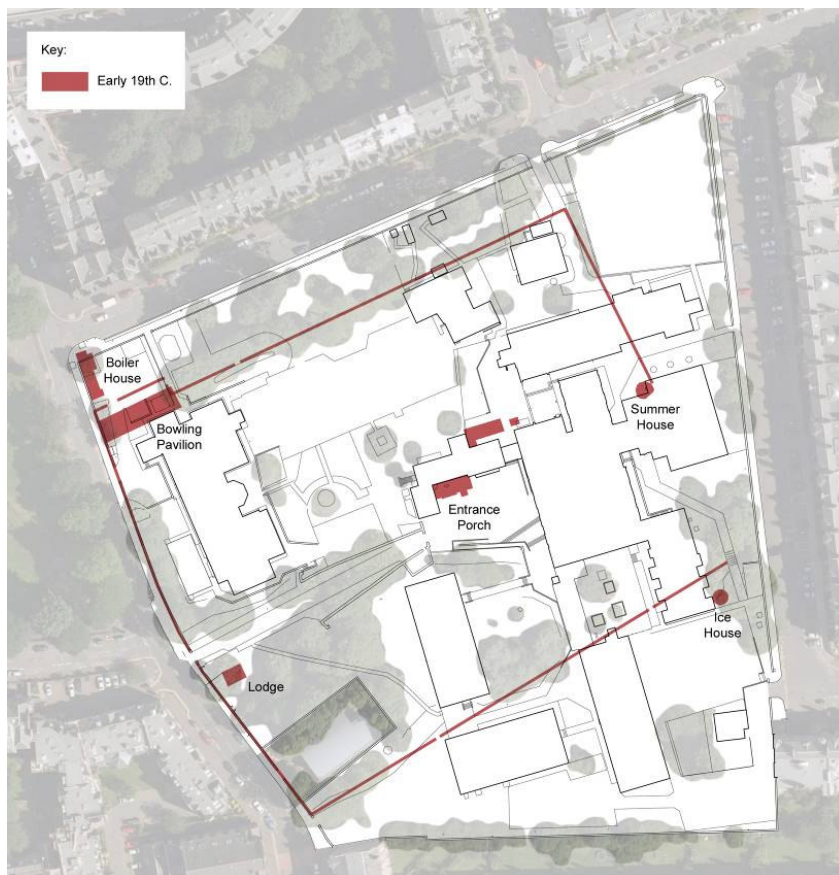 Key:
Early 19th C.
Boiler
House
Bowling
Pavilion
Summer
House
Entrance
Porch
Ice
House
Lodge